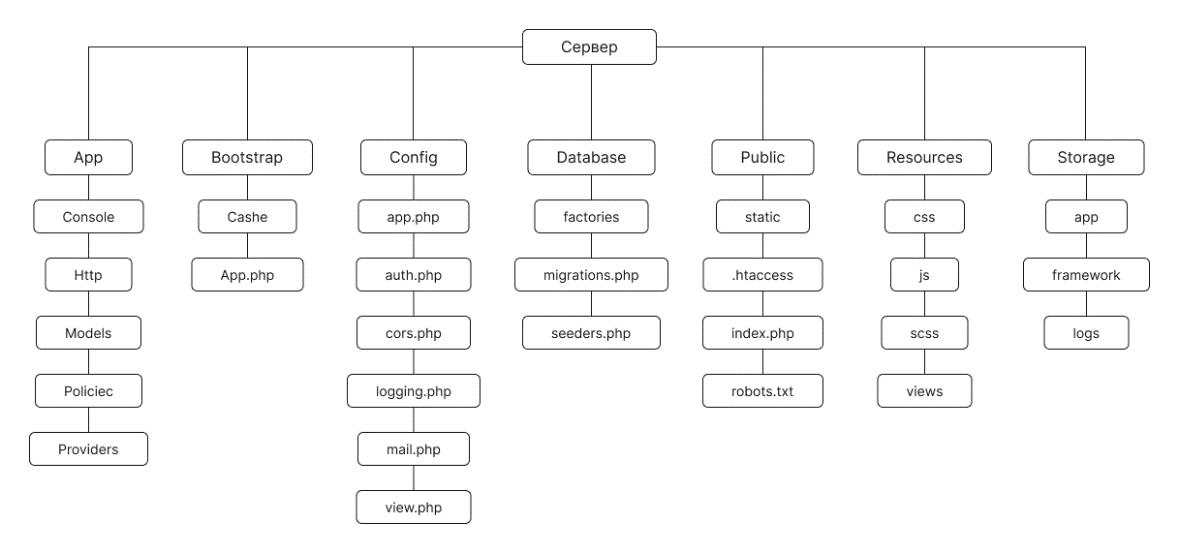 Сервер
App
Bootstrap
Config
Database
Public
Resources
Storage
Console
Cashe
app.php
factories
static
css
app
Http
App.php
auth.php
migrations.php
.htaccess
js
framework
Models
cors.php
seeders.php
index.php
scss
logs
Policiec
logging.php
robots.txt
views
Providers
mail.php
view.php